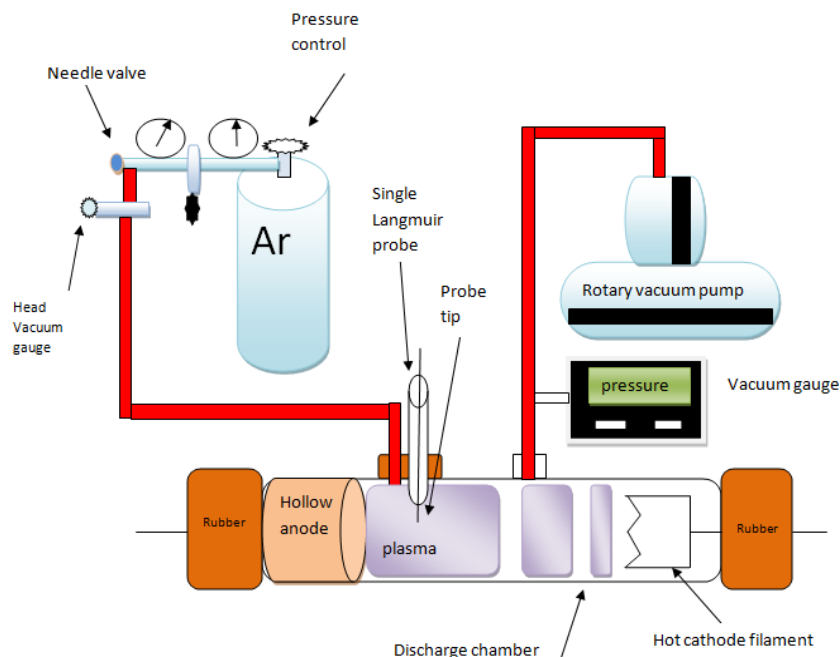 Pressure
control
Needle valve
Single
Langmuir
probe
Ar
Head
Vacuum
gauge
Probe
tip
Rotary vacuum pump
pressure
Vacuum gauge
Rubber
Hollow
anode
plasma
Rubber
Discharge chamber
Hot cathode filament